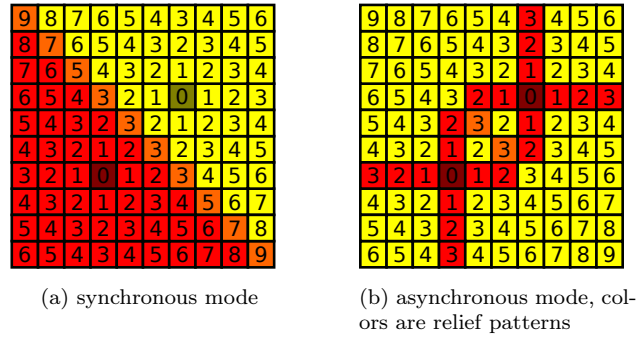 9 8 7 6 5 4 3 4 5 6
8 7 6 5 4 3 2 3 4 5
7 6 5 4 3 2 1 2 3 4
6 5 4 3 2 1 0 1 2 3
5 4 3 2 3 2 1 2 3 4
4 3 2 1 2 3 2 3 4 5
3 2 1 0 1 2 3 4 5 6
4 3 2 1 2 3 4 5 6 7
5 4 3 2 3 4 5 6 7 8
6 5 4 3 4 5 6 7 8 9
(a) synchronous mode
9 8 7 6 5 4 3 4 5 6
8 7 6 5 4 3 2 3 4 5
7 6 5 4 3 2 1 2 3 4
6 5 4 3 2 1 0 1 2 3
5 4 3 2 3 2 1 2 3 4
4 3 2 1 2 3 2 3 4 5
3 2 1 0 1 2 3 4 5 6
4 3 2 1 2 3 4 5 6 7
5 4 3 2 3 4 5 6 7 8
6 5 4 3 4 5 6 7 8 9
(b) asynchronous mode, col-
ors are relief patterns